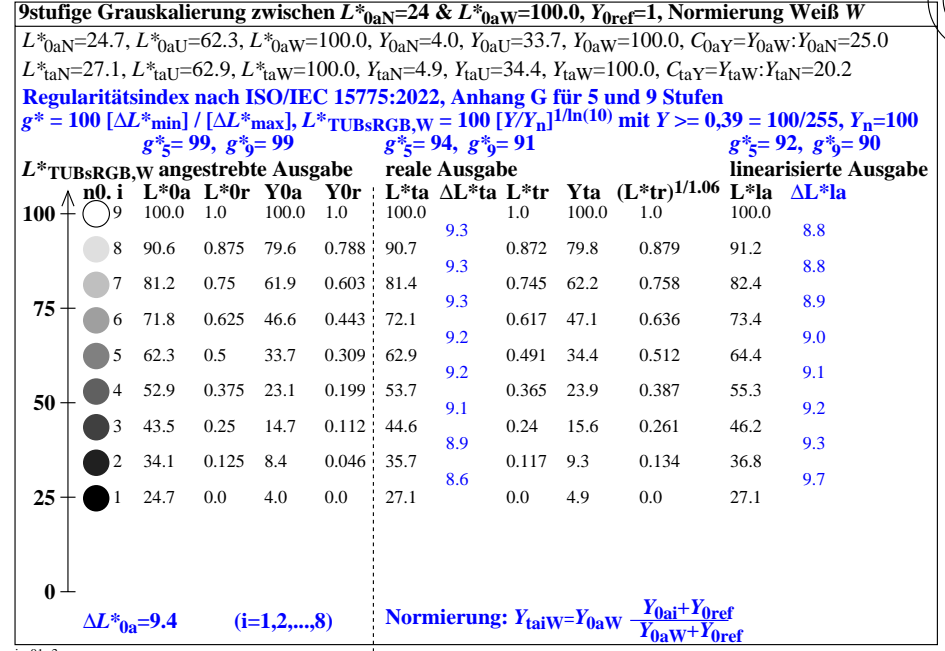 9stufige Grauskalierung zwischen L*0aN=24 & L*0aW=100.0, Y0ref=1, Normierung Weiß W
L*0aN=24.7, L*0aU=62.3, L*0aW=100.0, Y0aN=4.0, Y0aU=33.7, Y0aW=100.0, C0aY=Y0aW:Y0aN=25.0
L*taN=27.1, L*taU=62.9, L*taW=100.0, YtaN=4.9, YtaU=34.4, YtaW=100.0, CtaY=YtaW:YtaN=20.2
Regularitätsindex nach ISO/IEC 15775:2022, Anhang G für 5 und 9 Stufen
g* = 100 [ΔL*min] / [ΔL*max], L*TUBsRGB,W = 100 [Y/Yn]1/ln(10) mit Y >= 0,39 = 100/255, Yn=100
g*5= 99, g*9= 99 g*5= 94, g*9= 91 g*5= 92, g*9= 90
L*TUBsRGB,W angestrebte Ausgabe reale Ausgabe linearisierte Ausgabe
n0. i L*0a L*0r Y0a Y0r L*ta ΔL*ta L*tr Yta (L*tr)1/1.06 L*la ΔL*la
100 9 100.0 1.0 100.0 1.0 100.0 1.0 100.0 1.0 100.0
9.3 8.8
8 90.6 0.875 79.6 0.788 90.7 0.872 79.8 0.879 91.2
9.3 8.8
7 81.2 0.75 61.9 0.603 81.4 0.745 62.2 0.758 82.4
75 9.3 8.9
6 71.8 0.625 46.6 0.443 72.1 0.617 47.1 0.636 73.4
9.2 9.0
5 62.3 0.5 33.7 0.309 62.9 0.491 34.4 0.512 64.4
9.2 9.1
4 52.9 0.375 23.1 0.199 53.7 0.365 23.9 0.387 55.3
50 9.1 9.2
3 43.5 0.25 14.7 0.112 44.6 0.24 15.6 0.261 46.2
8.9 9.3
2 34.1 0.125 8.4 0.046 35.7 0.117 9.3 0.134 36.8
8.6 9.7
25 1 24.7 0.0 4.0 0.0 27.1 0.0 4.9 0.0 27.1
0
ΔL*0a=9.4 (i=1,2,...,8) Normierung: YtaiW=Y0aW Y0ai+Y0ref
Y0aW+Y0ref